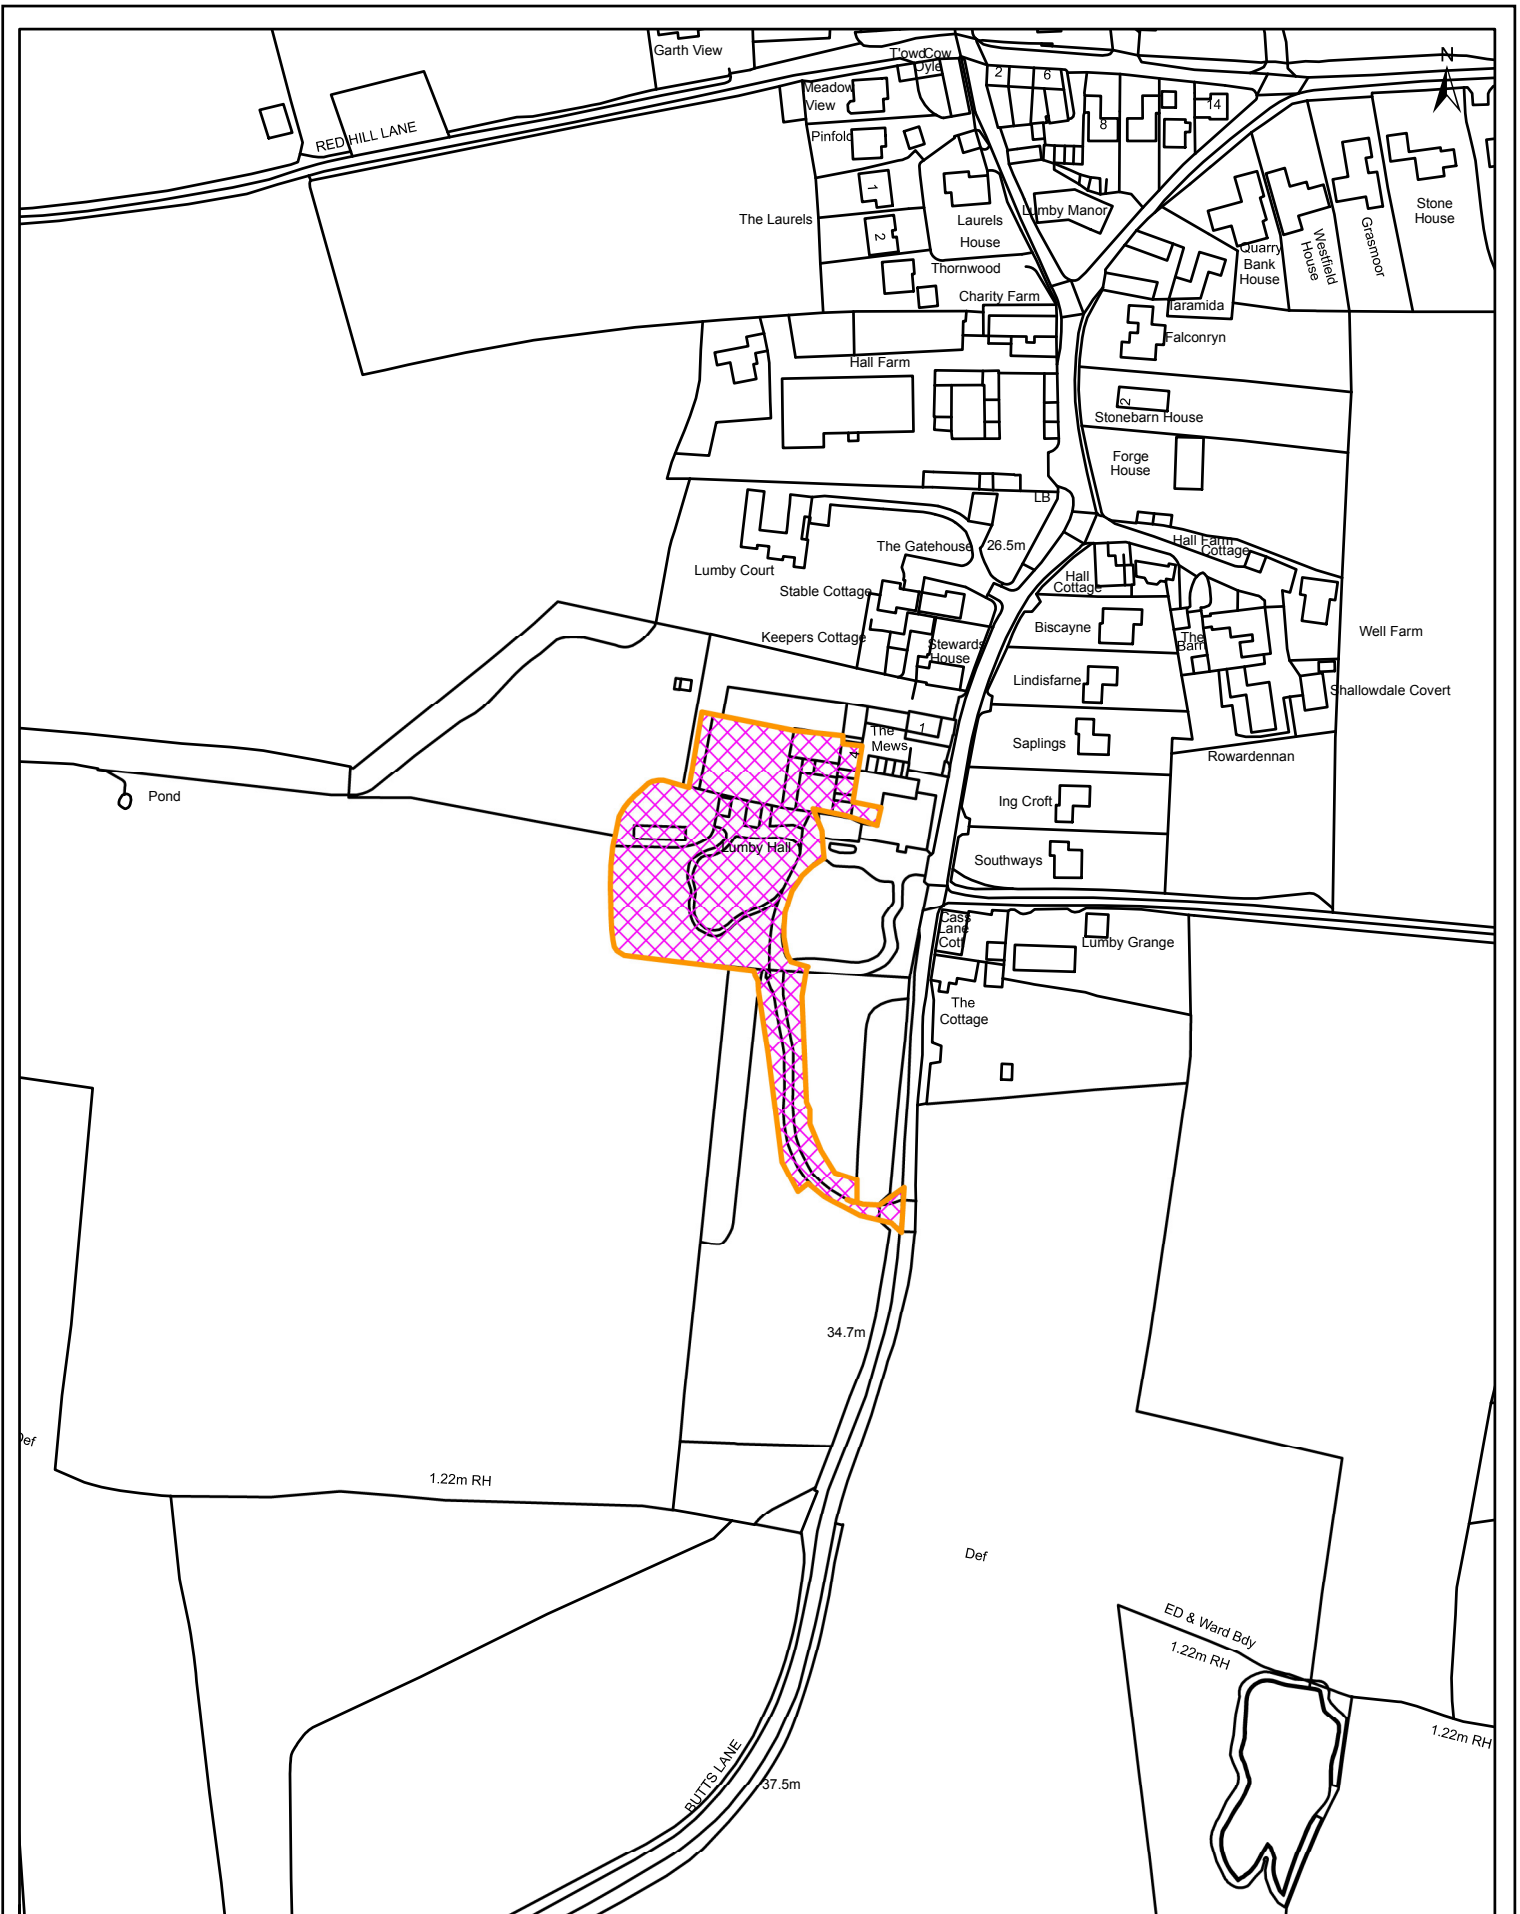 Garth View
T'owdCow
Oyle
2
6
N
Meadow
View
14
8
RED HILL LANE
Pinfold
1
The Laurels
2
Laurels
House
Lumby Manor
Stone
House
Grasmoor
Westfield
House
Quarry
Bank
House
Thornwood
Charity Farm
Taramida
Falconryn
Hall Farm
2
Stonebarn House
Forge
House
LB
The Gatehouse
26.5m
Hall Farm
Cottage
Lumby Court
Stable Cottage
Hall
Cottage
Keepers Cottage
Stewards
House
Biscayne
The
Barn
Well Farm
Lindisfarne
Shallowdale Covert
1
The
Mews
4
Saplings
Rowardennan
Pond
Ing Croft
Lumby Hall
Southways
Cass
Lane
Cott
Lumby Grange
The
Cottage
34.7m
Def
1.22m RH
Def
ED & Ward Bdy
1.22m RH
1.22m RH
BUTTS LANE
37.5m